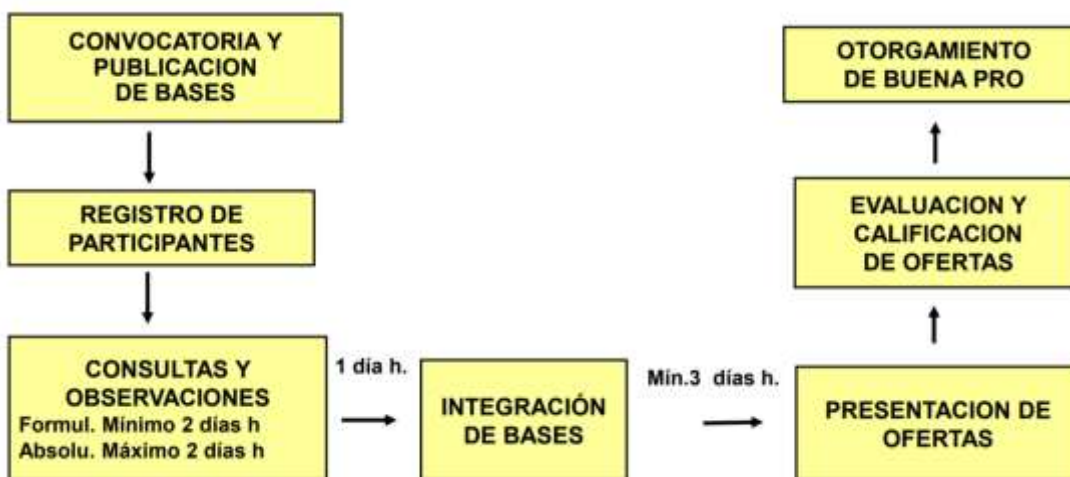 CONVOCATORIA Y
PUBLICACION
DE BASES
REGISTRO DE
PARTICIPANTES
CONSULTAS Y
OBSERVACIONES
Formul. Mínimo 2 días h
Absolu. Máximo 2 días h
1 día h.
INTEGRACIÓN
DE BASES
Mín.3 días h.
PRESENTACION DE
OFERTAS
EVALUACION Y
CALIFICACION
DE OFERTAS
OTORGAMIENTO
DE BUENA PRO